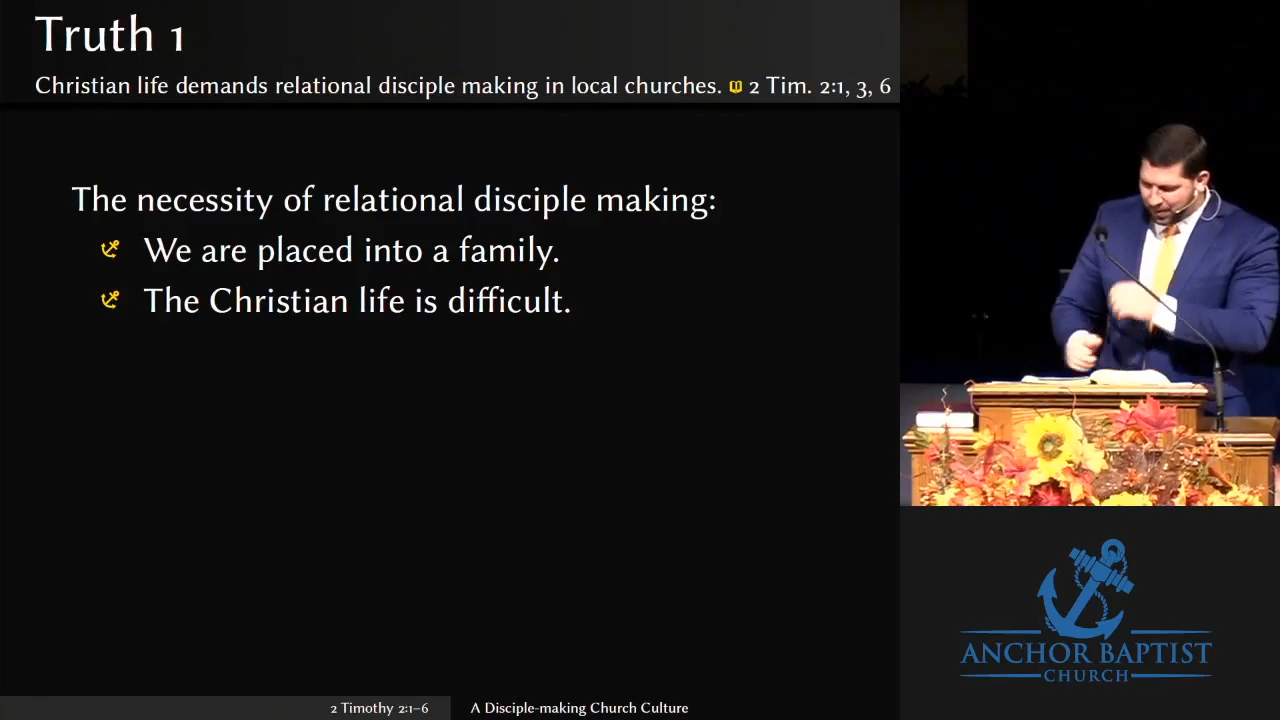 Truth 1
Christian life demands relational disciple making in local churches. 2 Tim. 2:1, 3, 6
The necessity of relational disciple making:
We are placed into a family.
The Christian life is difficult.
2 Timothy 2:1–6 A Disciple-making Church Culture
ANCHOR BAPTIST
CHURCH